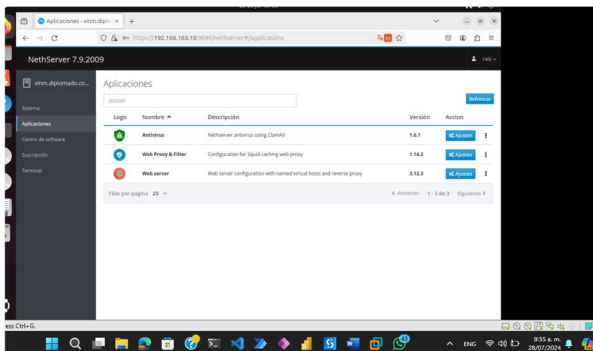 Aplicaciones - vnin.diplo
https://192.168.163.10:9090/nethserver#/applications
NethServer 7.9.2009
raíz
vnin.diplomado.co...
Aplicaciones
Buscar
Refrescar
Sistema
Aplicaciones
Centro de software
Suscripción
Terminal
Logo Nombre Descripción Versión Accion
Antivirus Nethserver antivirus using ClamAV 1.6.1 Ajustes
Web Proxy & Filter Configuration for Squid caching web proxy 1.14.2 Ajustes
Web server Web server configuration with named virtual hosts and reverse proxy 3.12.3 Ajustes
Filas por pagina 25 Anterior 1 - 3 de 3 Siguiente
ress Ctrl+G.
ENG 9:35 a. m.
28/07/2024